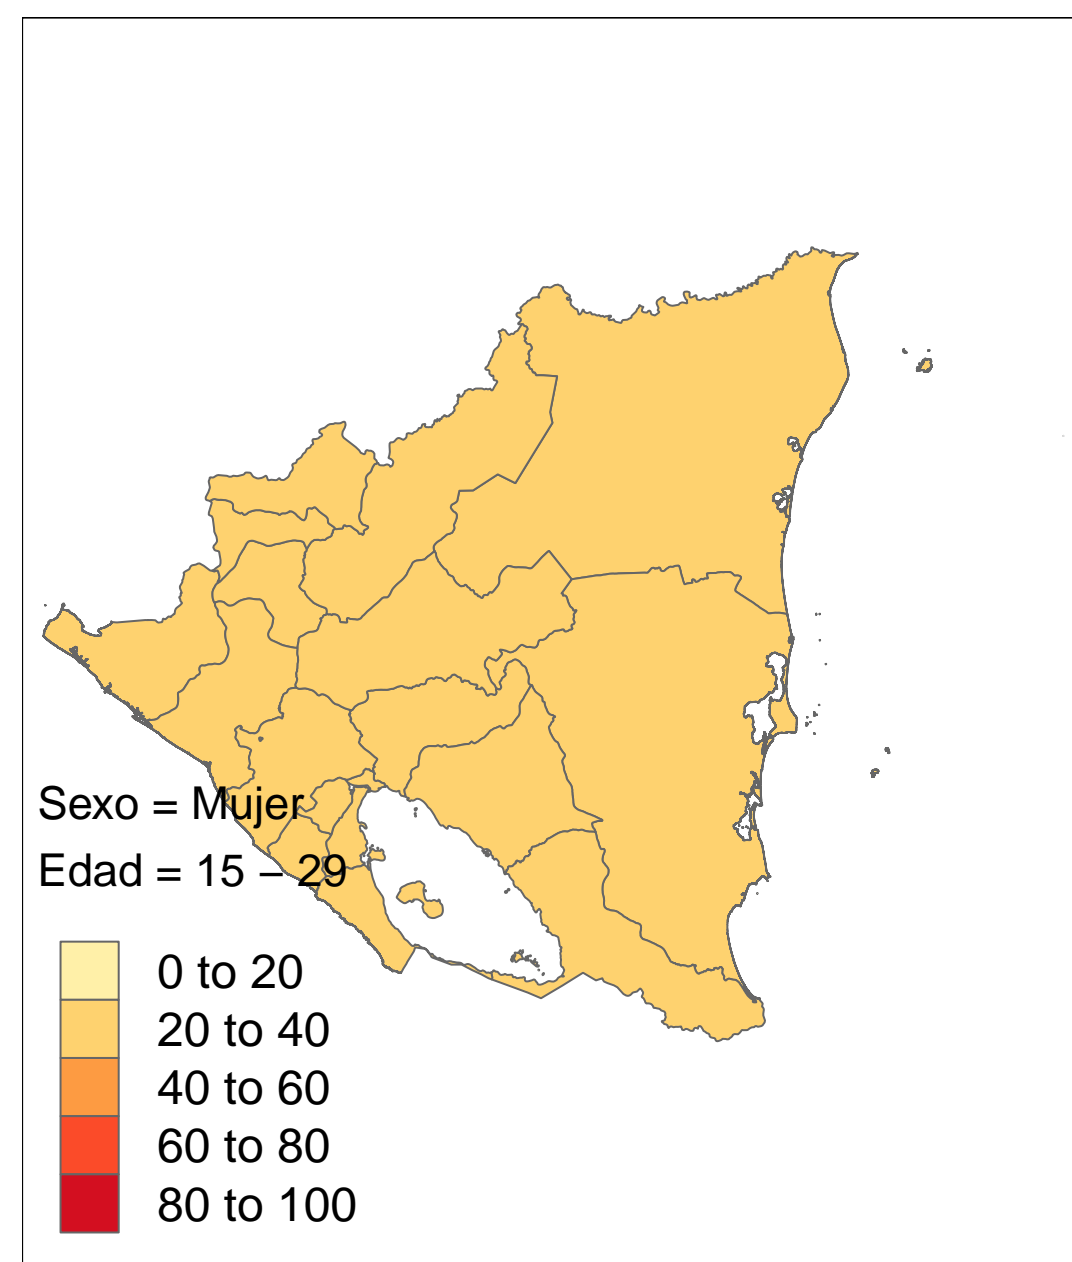 Sexo = Mujer
Edad = 15 – 29
0 to 20
20 to 40
40 to 60
60 to 80
80 to 100